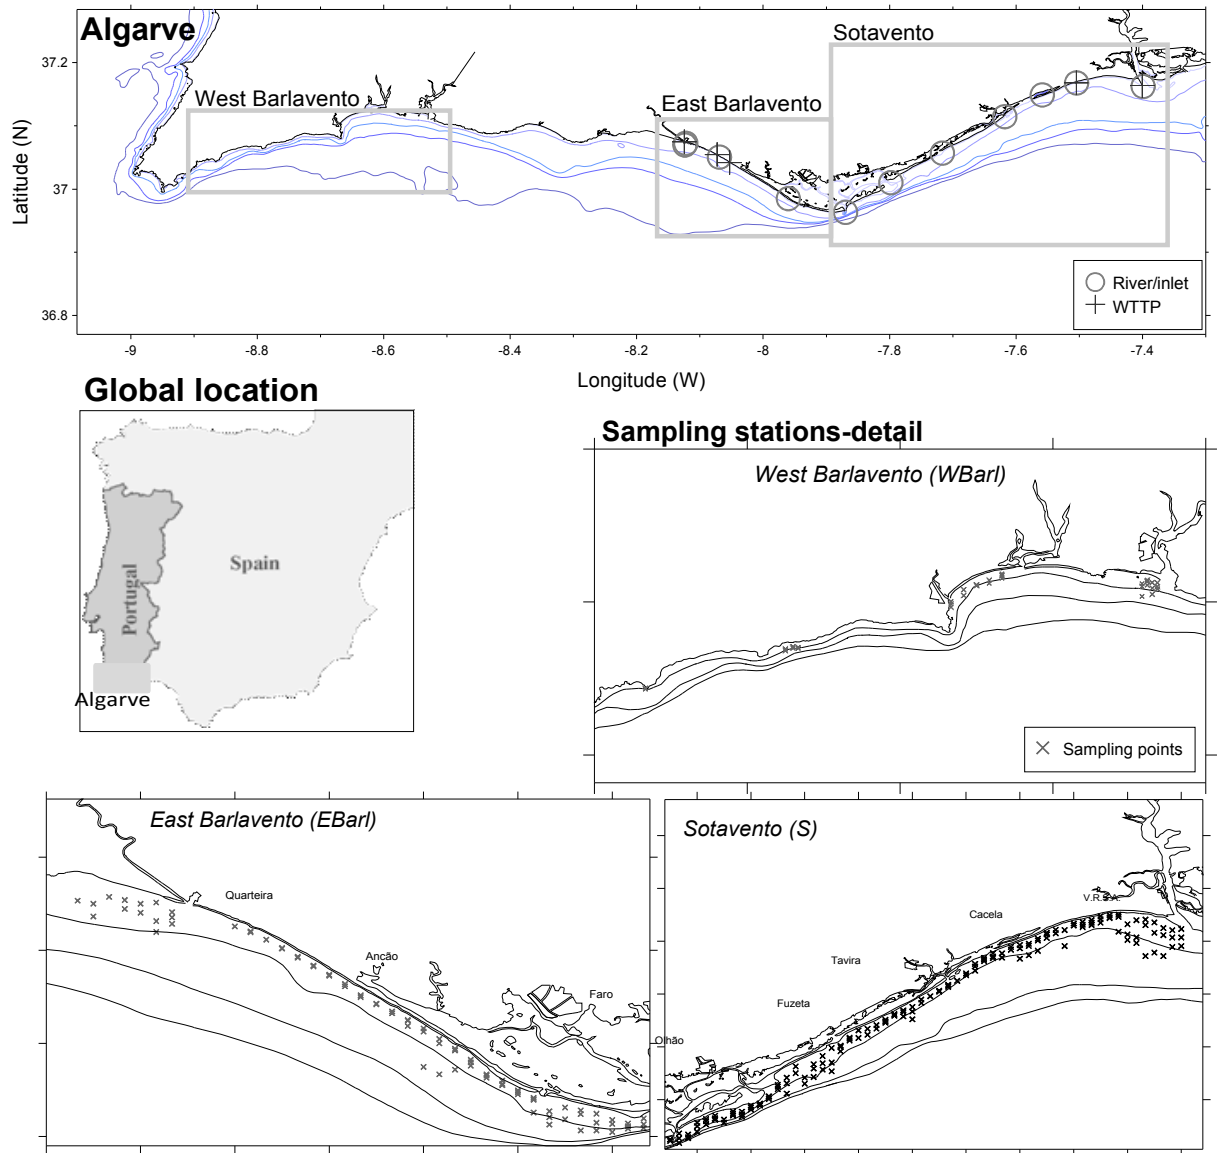 Algarve
Sotavento
West Barlavento
East Barlavento
37.2
37
36.8
Latitude (N)
River/inlet
WTTP
-9
-8.8
-8.6
-8.4
-8.2
-8
-7.8
-7.6
-7.4
Longitude (W)
Global location
Portugal
Spain
Algarve
Sampling stations-detail
West Barlavento (WBarl)
Sampling points
East Barlavento (EBarl)
Quarteira
Ancão
Faro
Sotavento (S)
V.R.S.A.
Cacela
Tavira
Fuzeta
Olhão